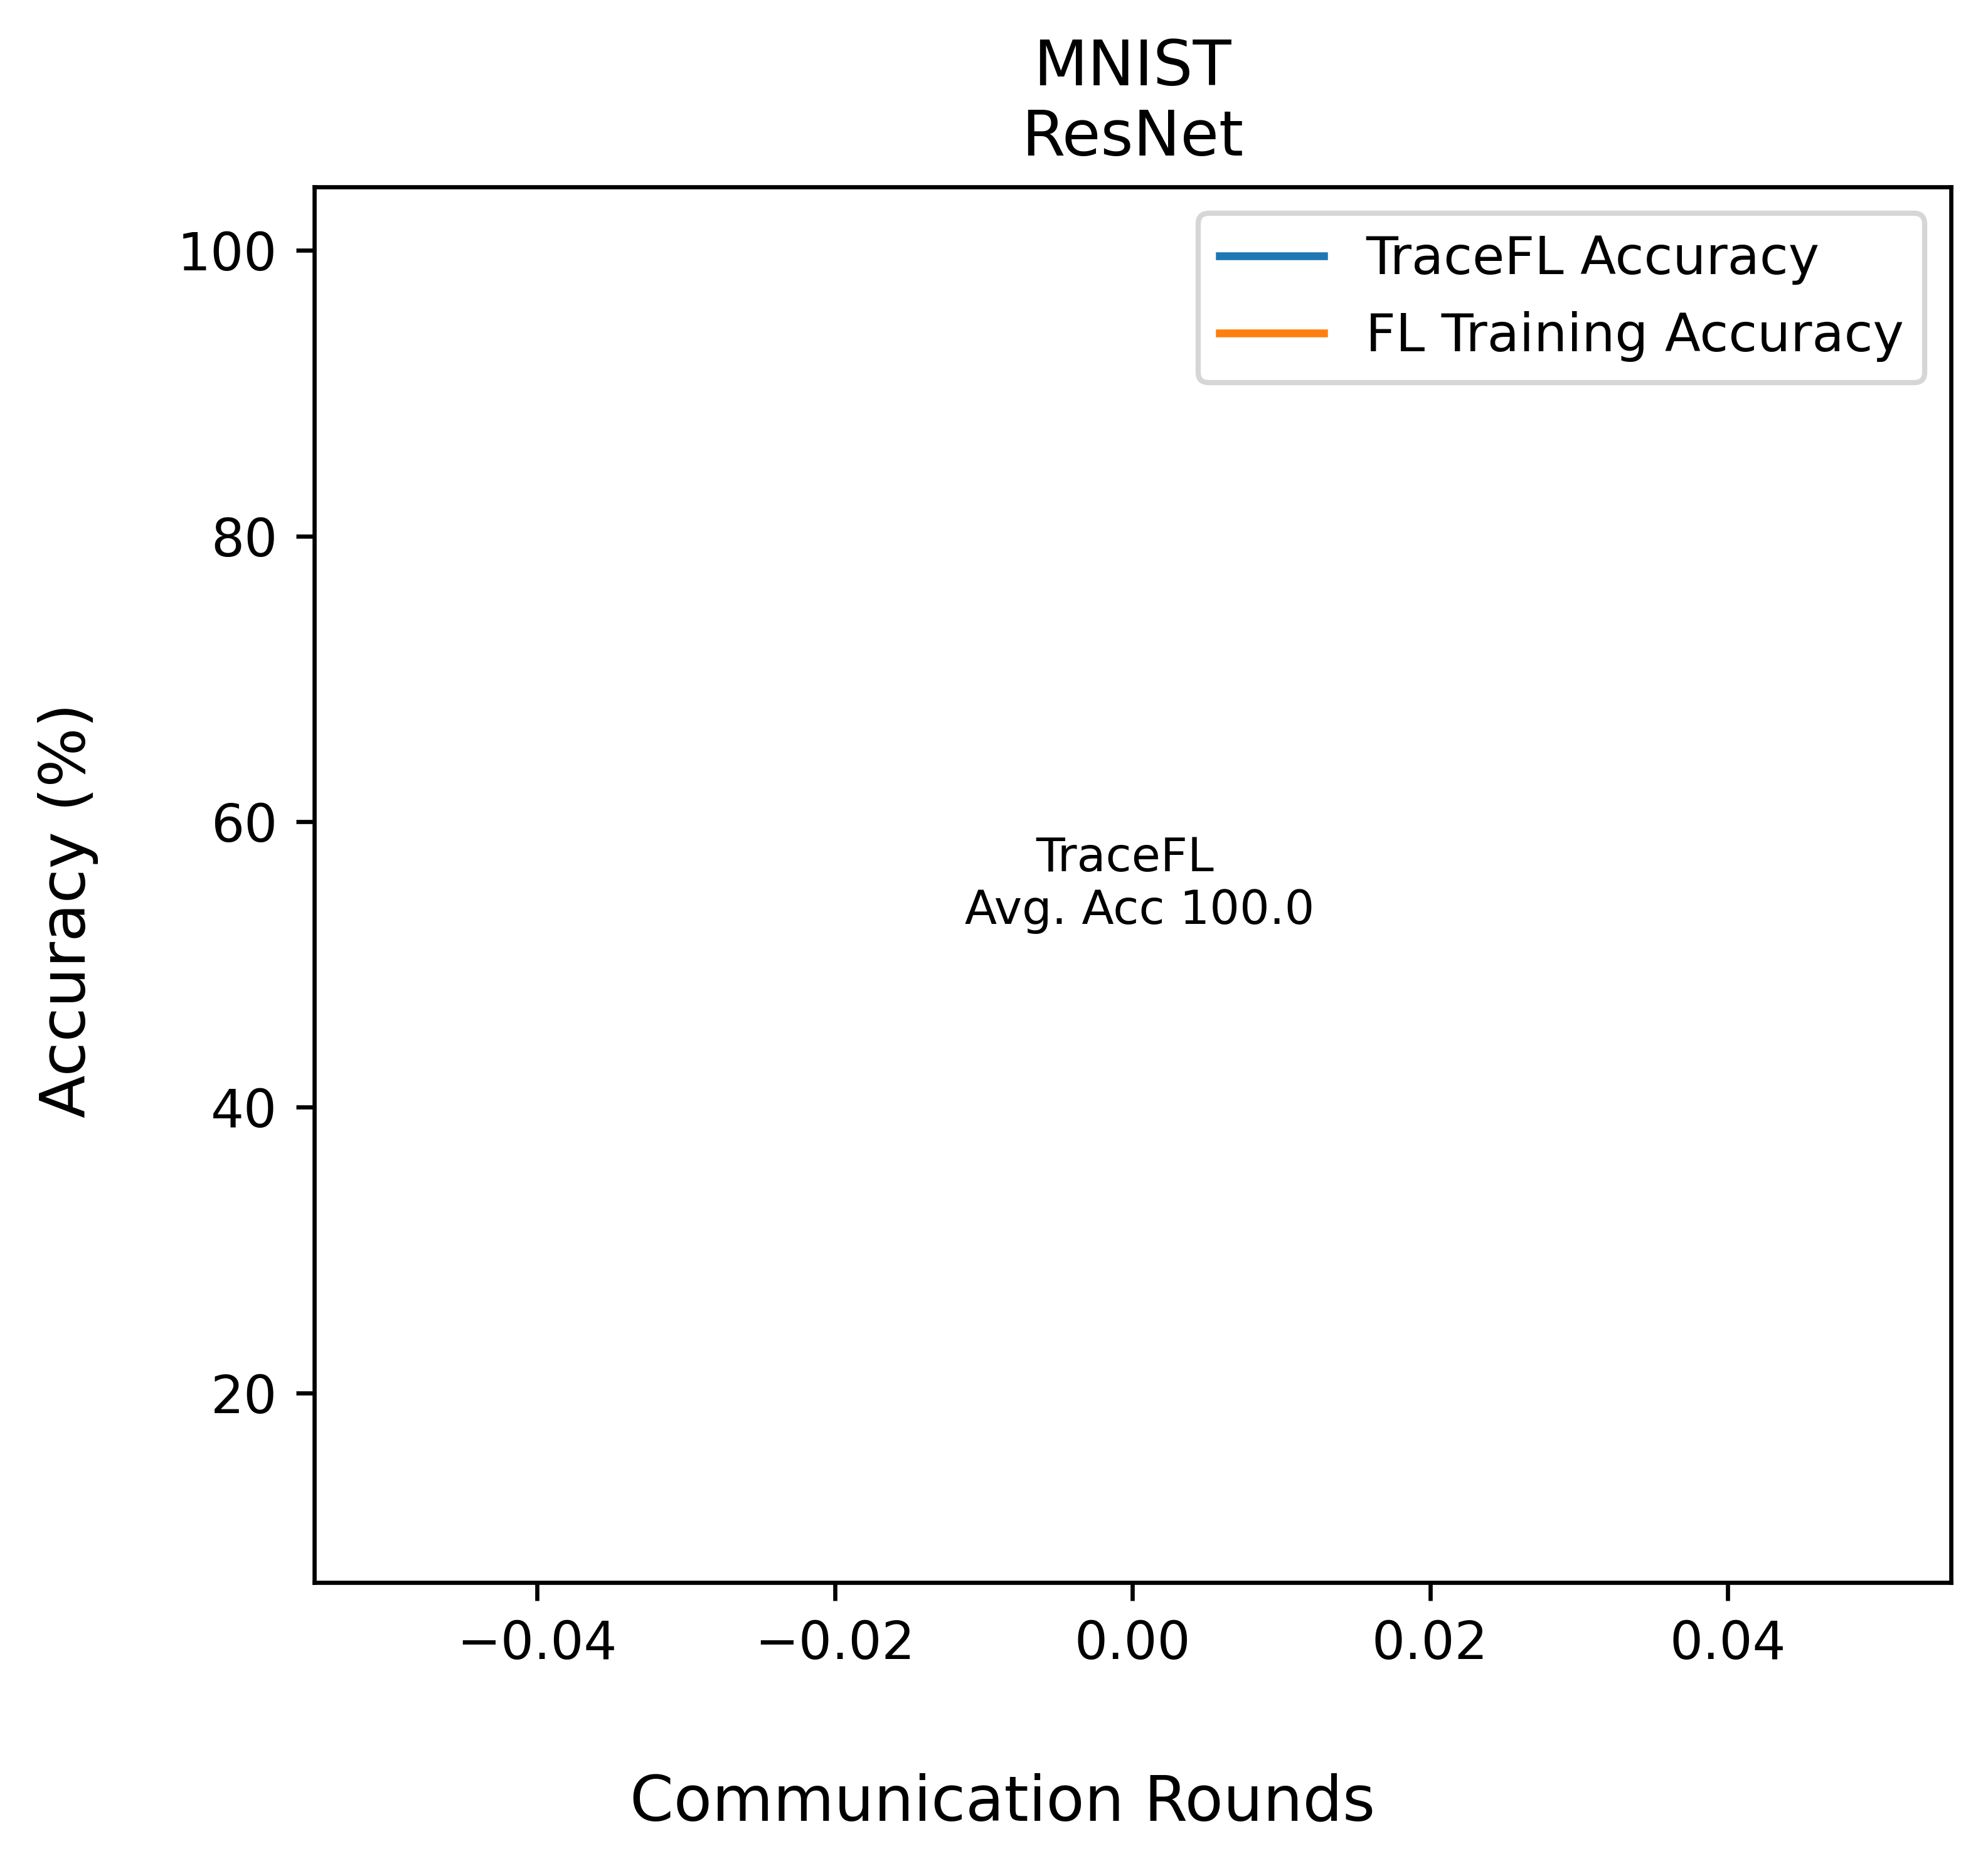 MNIST
ResNet
TraceFL Accuracy
FL Training Accuracy
100
80
60
40
20
Accuracy (%)
TraceFL
Avg. Acc 100.0
−0.04
−0.02
0.00
0.02
0.04
Communication Rounds